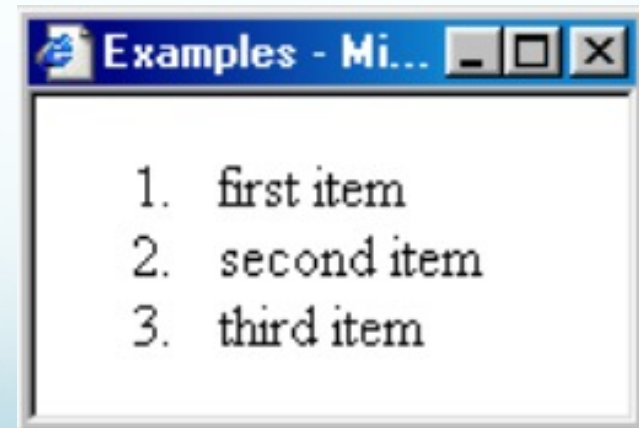 Examples - Mi...
1. first item
2. second item
3. third item